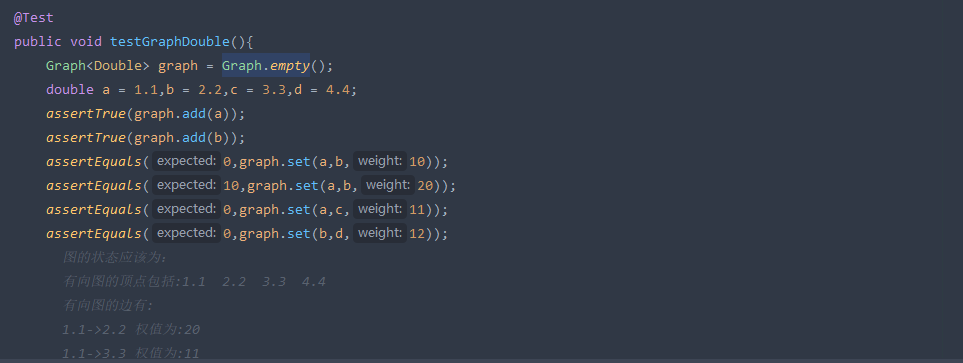 @Test
public void testGraphDouble(){
Graph<Double> graph = Graph.empty();
double a = 1.1,b = 2.2,c = 3.3,d = 4.4;
assertTrue(graph.add(a));
assertTrue(graph.add(b));
assertEquals( expected: 0,graph.set(a,b, weight: 10));
assertEquals( expected: 10,graph.set(a,b, weight: 20));
assertEquals( expected: 0,graph.set(a,c, weight: 11));
assertEquals( expected: 0,graph.set(b,d, weight: 12));
图的状态应该为:
有向图的顶点包括:1.1 2.2 3.3 4.4
有向图的边有:
1.1->2.2 权值为:20
1.1->3.3 权值为:11